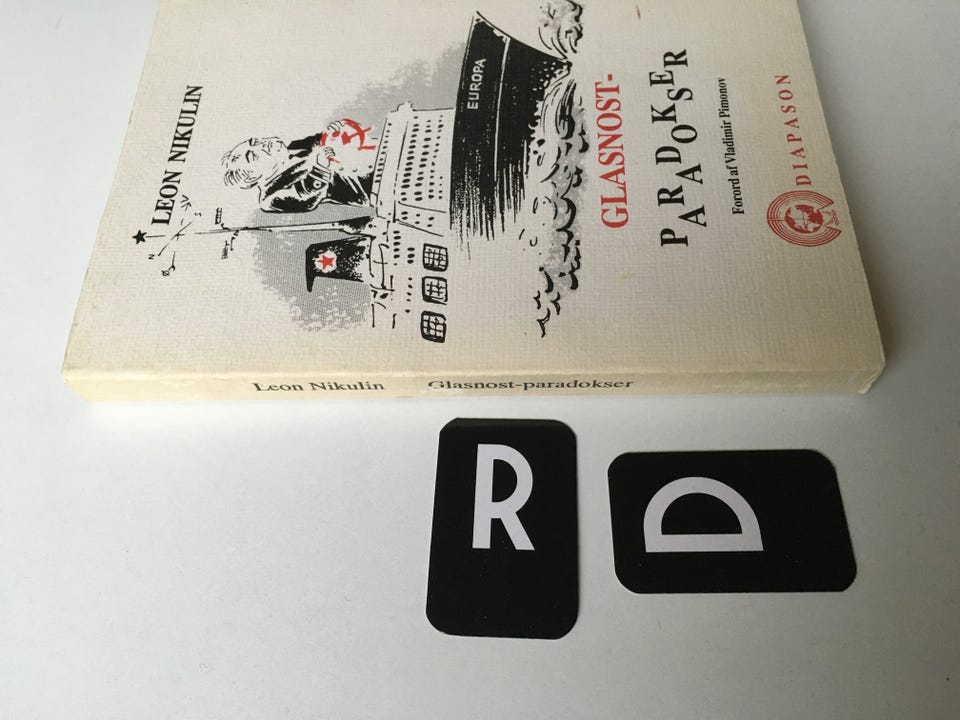 LEON NIKULIN
EUROPA
GLASNOST-
PARADOKSER
Forord af Vladimir Pimonov
DIAPASON
Leon Nikulin Glasnost-paradokser
R
D